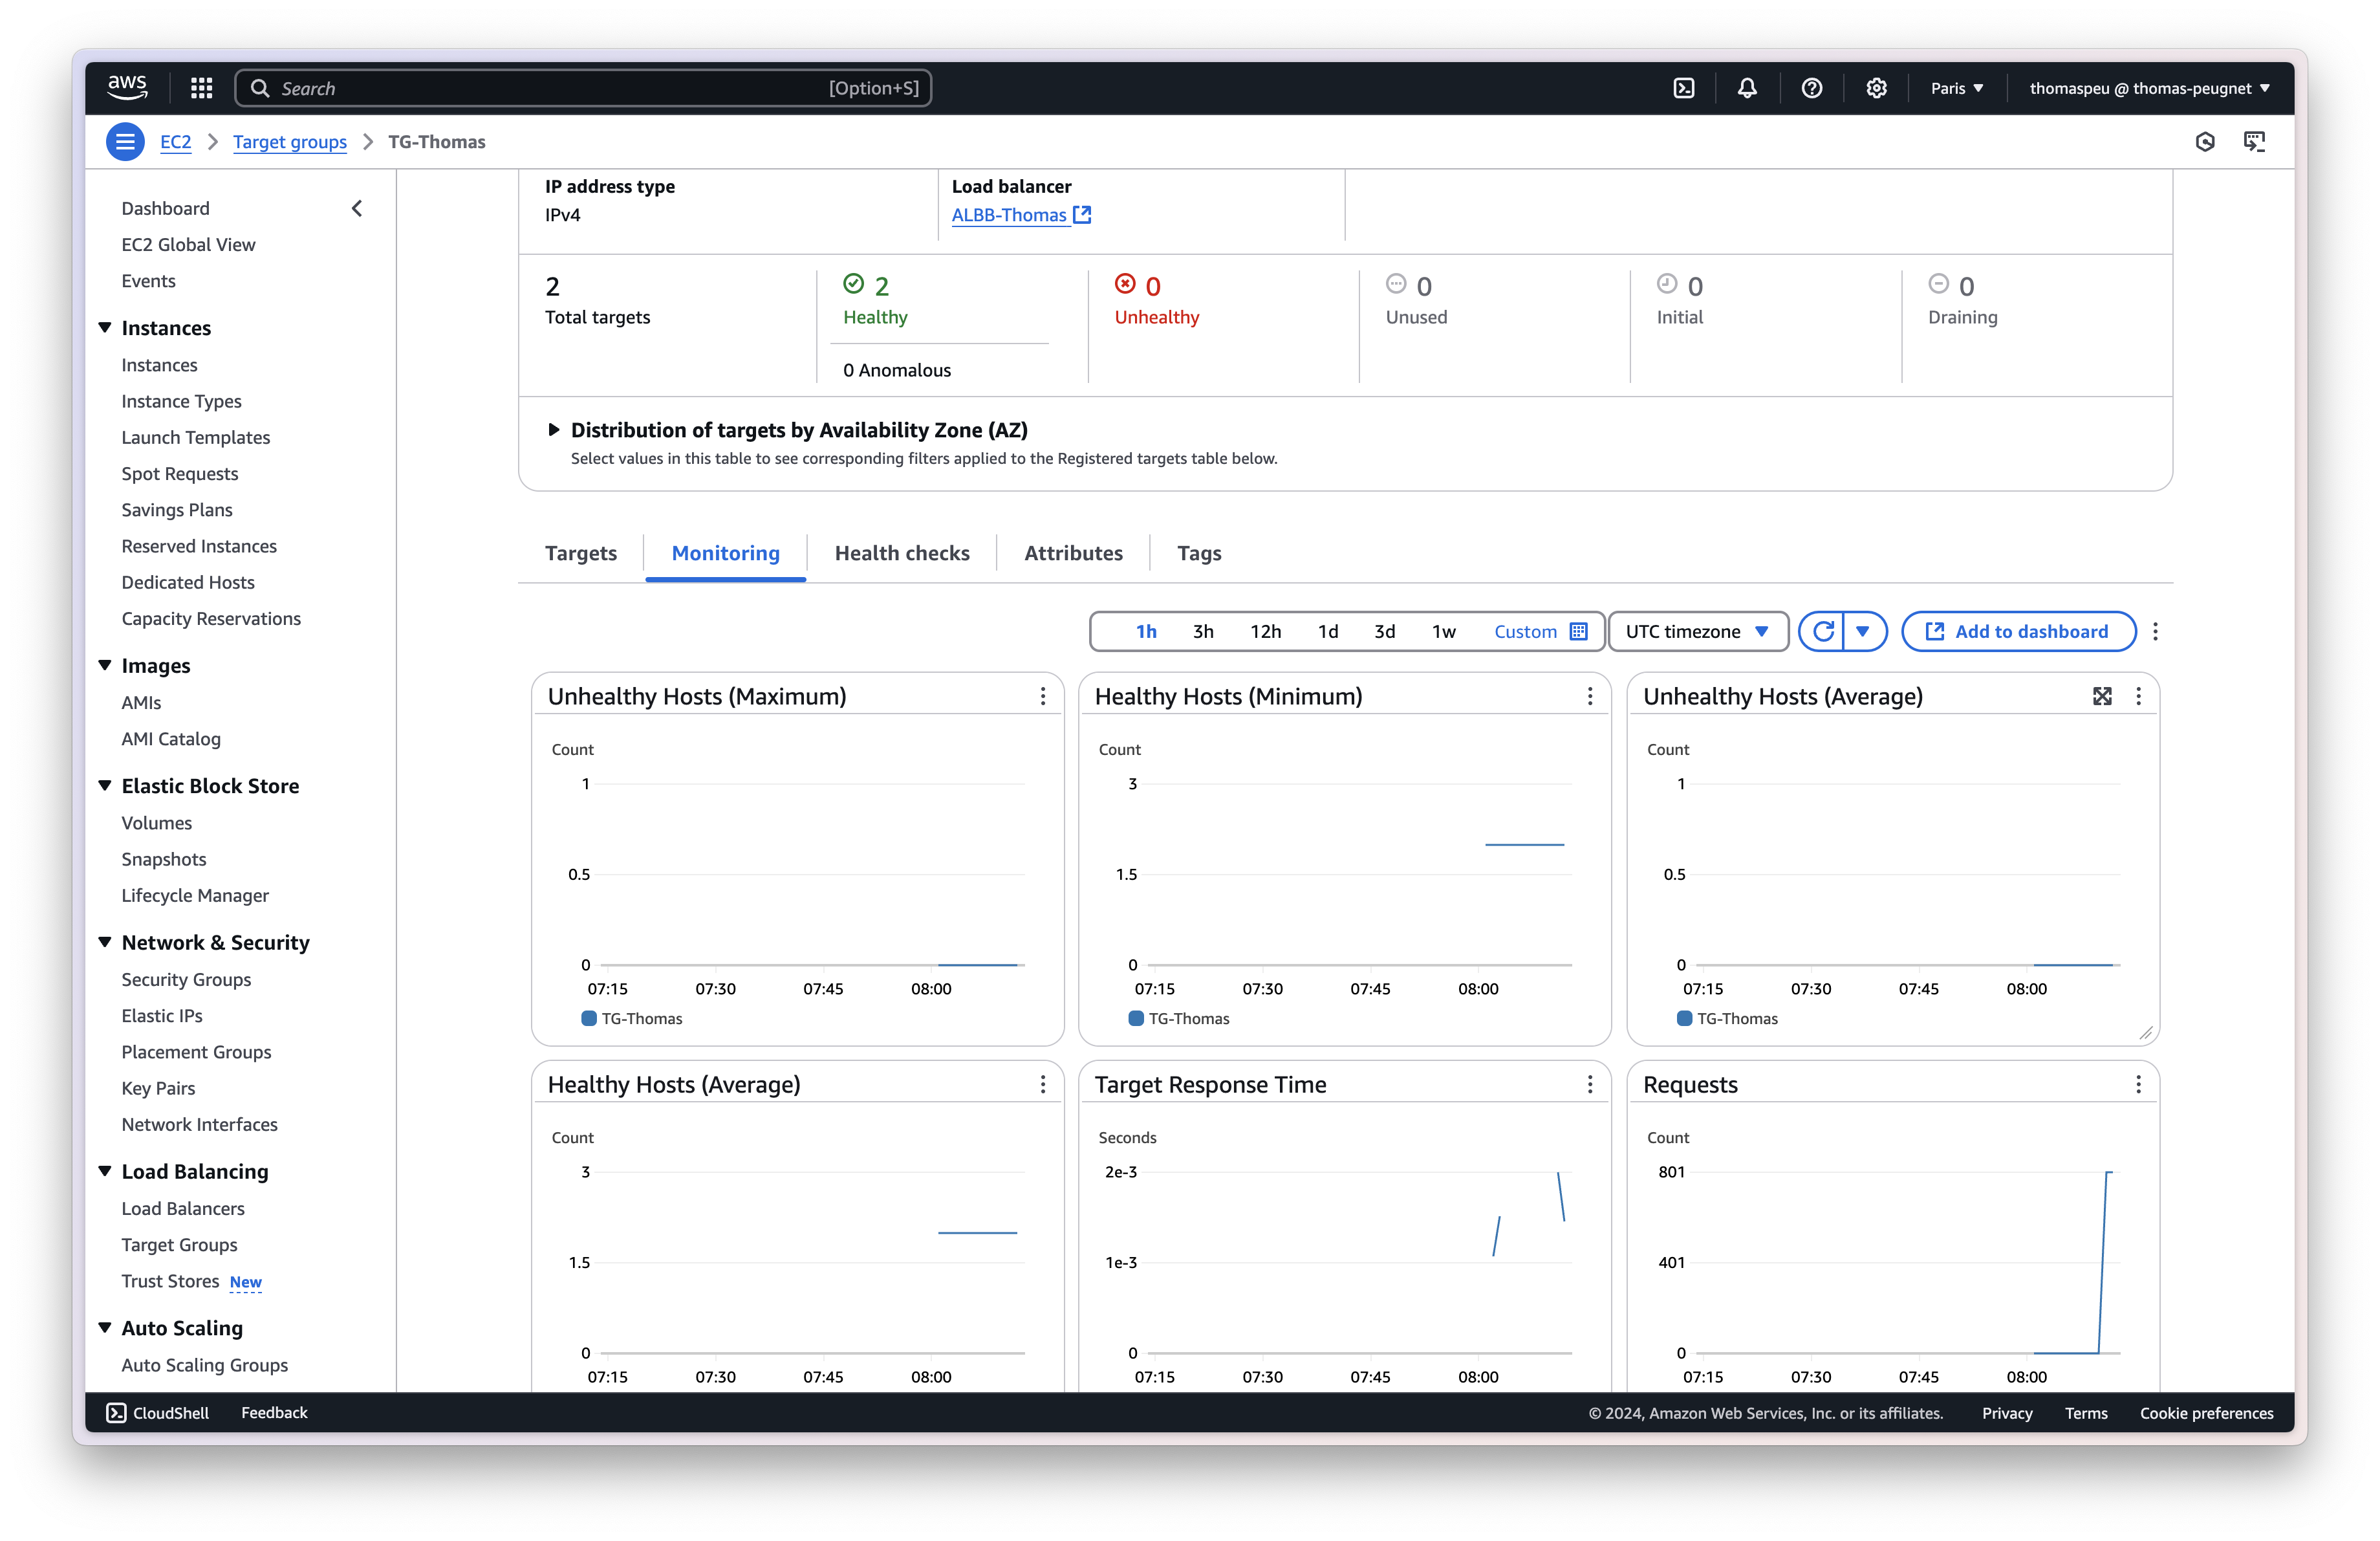 aws
Search [Option+S]
Paris
thomaspeu @ thomas-peugnet
EC2 Target groups TG-Thomas
Dashboard
EC2 Global View
Events
Instances
Instances
Instance Types
Launch Templates
Spot Requests
Savings Plans
Reserved Instances
Dedicated Hosts
Capacity Reservations
Images
AMIs
AMI Catalog
Elastic Block Store
Volumes
Snapshots
Lifecycle Manager
Network & Security
Security Groups
Elastic IPs
Placement Groups
Key Pairs
Network Interfaces
Load Balancing
Load Balancers
Target Groups
Trust Stores New
Auto Scaling
Auto Scaling Groups
IP address type
IPv4
Load balancer
ALBB-Thomas
2
Total targets
2
Healthy
0 Anomalous
0
Unhealthy
0
Unused
0
Initial
0
Draining
Distribution of targets by Availability Zone (AZ)
Select values in this table to see corresponding filters applied to the Registered targets table below.
Targets Monitoring Health checks Attributes Tags
1h 3h 12h 1d 3d 1w Custom UTC timezone Add to dashboard
Unhealthy Hosts (Maximum)
Count
1
0.5
0
07:15 07:30 07:45 08:00
TG-Thomas
Healthy Hosts (Minimum)
Count
3
1.5
0
07:15 07:30 07:45 08:00
TG-Thomas
Unhealthy Hosts (Average)
Count
1
0.5
0
07:15 07:30 07:45 08:00
TG-Thomas
Healthy Hosts (Average)
Count
3
1.5
0
07:15 07:30 07:45 08:00
Target Response Time
Seconds
2e-3
1e-3
0
07:15 07:30 07:45 08:00
Requests
Count
801
401
0
07:15 07:30 07:45 08:00
CloudShell Feedback
© 2024, Amazon Web Services, Inc. or its affiliates. Privacy Terms Cookie preferences